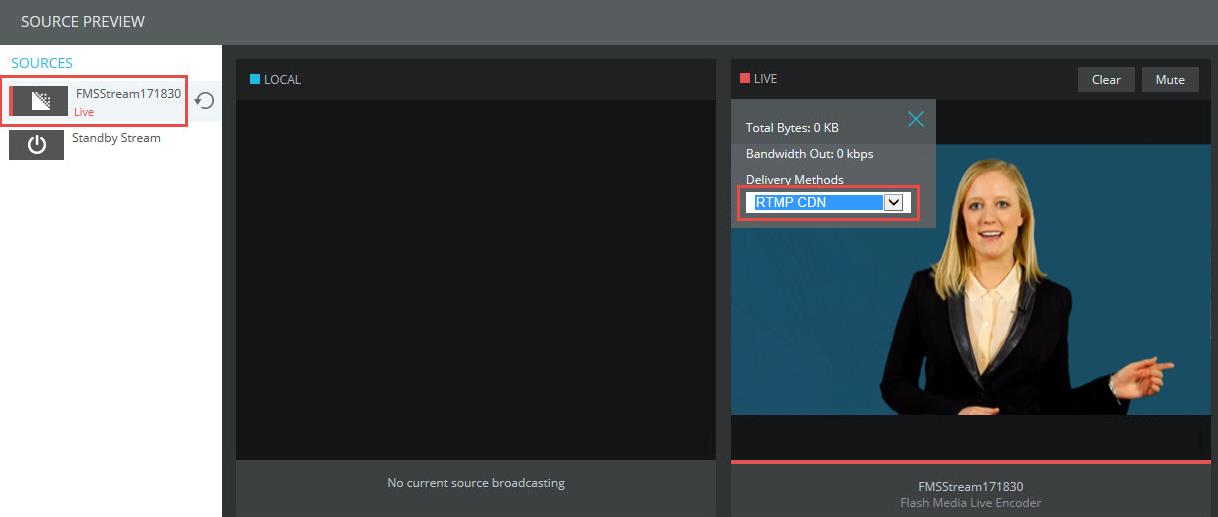 SOURCE PREVIEW
SOURCES
FMSStream171830
Live
Standby Stream
LOCAL
No current source broadcasting
LIVE
Clear
Mute
Total Bytes: 0 KB
Bandwidth Out: 0 kbps
Delivery Methods
RTMP CDN
FMSStream171830
Flash Media Live Encoder